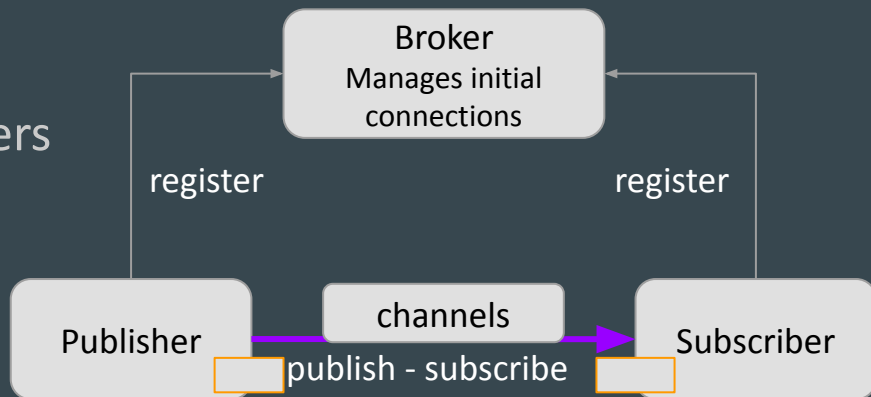 Broker
Manages initial
connections
ers
register
register
channels
Publisher
Subscriber
publish - subscribe